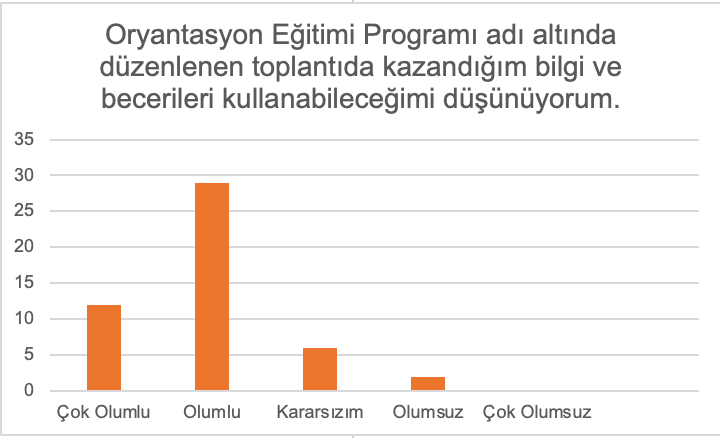 Oryantasyon Eğitimi Programı adı altında
düzenlenen toplantıda kazandığım bilgi ve
becerileri kullanabileceğimi düşünüyorum.
35
30
25
20
15
10
5
0
Çok Olumlu Olumlu Kararsızım Olumsuz Çok Olumsuz